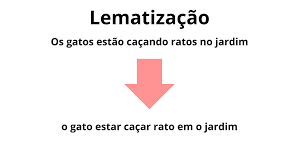 Lematização
Os gatos estão caçando ratos no jardim
o gato estar caçar rato em o jardim